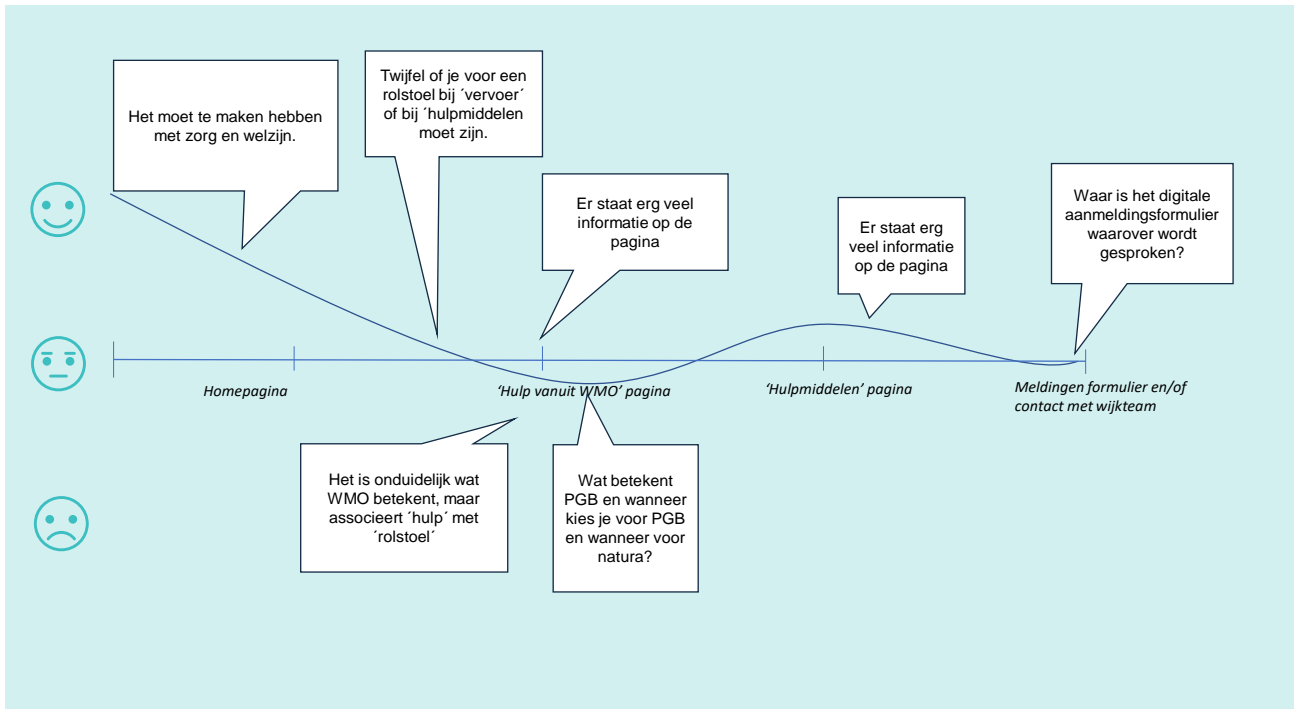 Het moet te maken hebben
met zorg en welzijn.
Twijfel of je voor een
rolstoel bij ´vervoer´
of bij ´hulpmiddelen
moet zijn.
Er staat erg veel
informatie op de
pagina
Er staat erg
veel informatie
op de pagina
Waar is het digitale
aanmeldingsformulier
waarover wordt
gesproken?
Homepagina
‘Hulp vanuit WMO’ pagina
‘Hulpmiddelen’ pagina
Meldingen formulier en/of
contact met wijkteam
Het is onduidelijk wat
WMO betekent, maar
associeert ´hulp´ met
´rolstoel´
Wat betekent
PGB en wanneer
kies je voor PGB
en wanneer voor
natura?